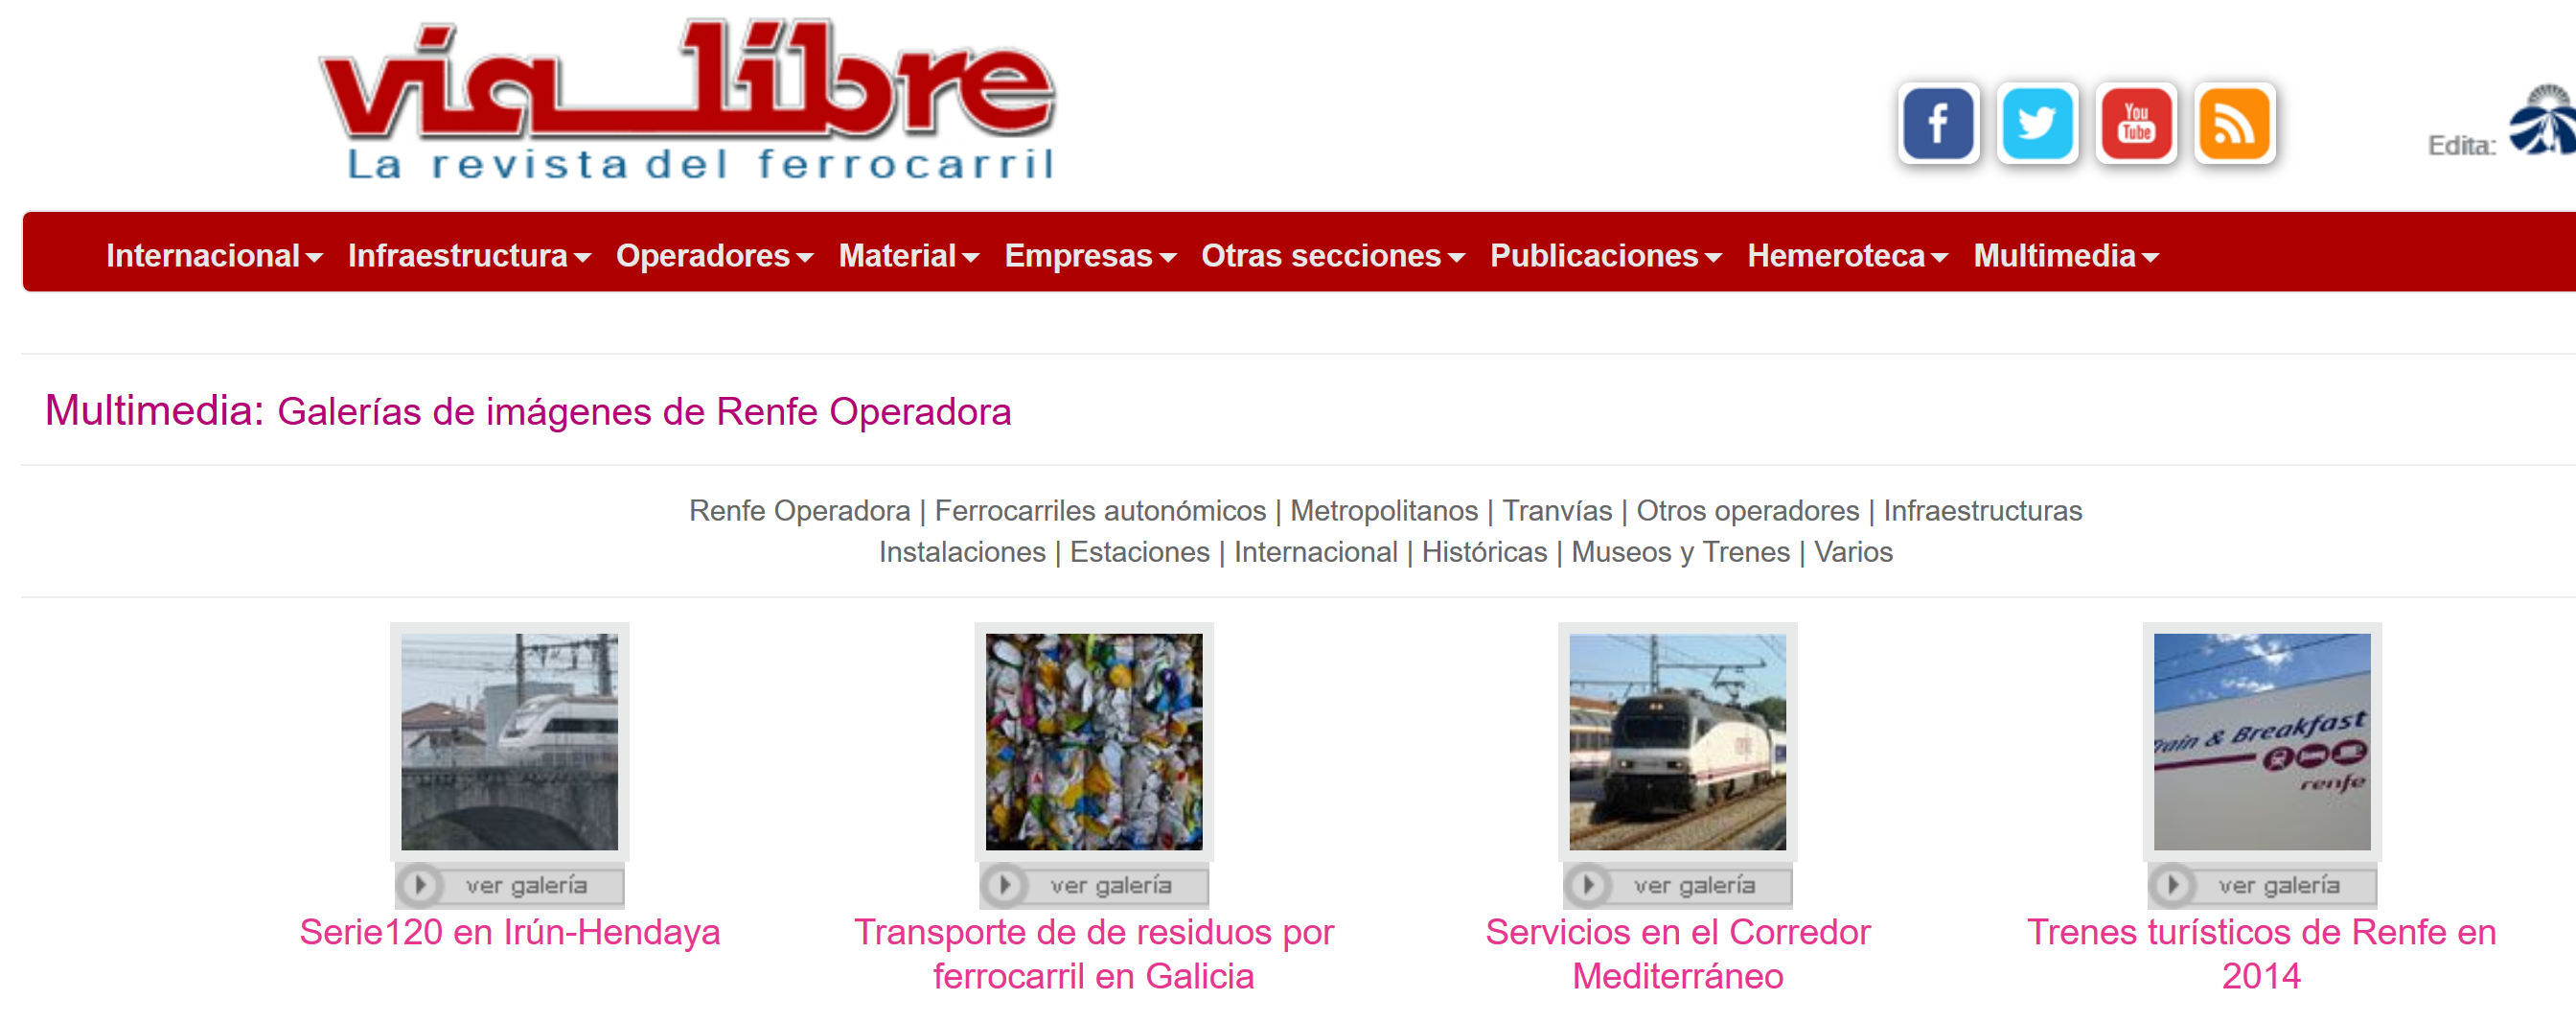 vía libre
La revista del ferrocarril
f
You
Tube
Edita:
Internacional Infraestructura Operadores Material Empresas Otras secciones Publicaciones Hemeroteca Multimedia
Multimedia: Galerías de imágenes de Renfe Operadora
Renfe Operadora | Ferrocarriles autonómicos | Metropolitanos | Tranvías | Otros operadores | Infraestructuras
Instalaciones | Estaciones | Internacional | Históricas | Museos y Trenes | Varios
Train & Breakfast
renfe
ver galería ver galería ver galería ver galería
Serie120 en Irún-Hendaya
Transporte de de residuos por
ferrocarril en Galicia
Servicios en el Corredor
Mediterráneo
Trenes turísticos de Renfe en
2014